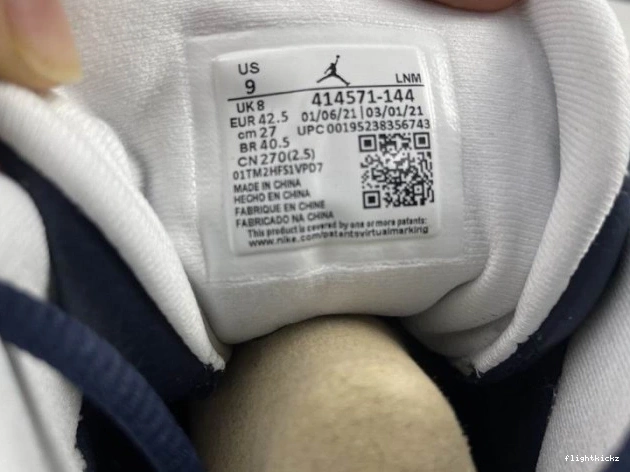 US
9
LNM
UK 8
414571-144
EUR 42.5
01/06/21 | 03/01/21
cm 27
UPC 00195238356743
BR 40.5
CN 270(2.5)
01TM2HFS1VPD7
MADE IN CHINA
HECHO EN CHINA
FABRIQUE EN CHINE
FABRICADO NA CHINA
This product is covered by one or more patents:
www.nike.com/patentsvirtualmarking
flightkickz